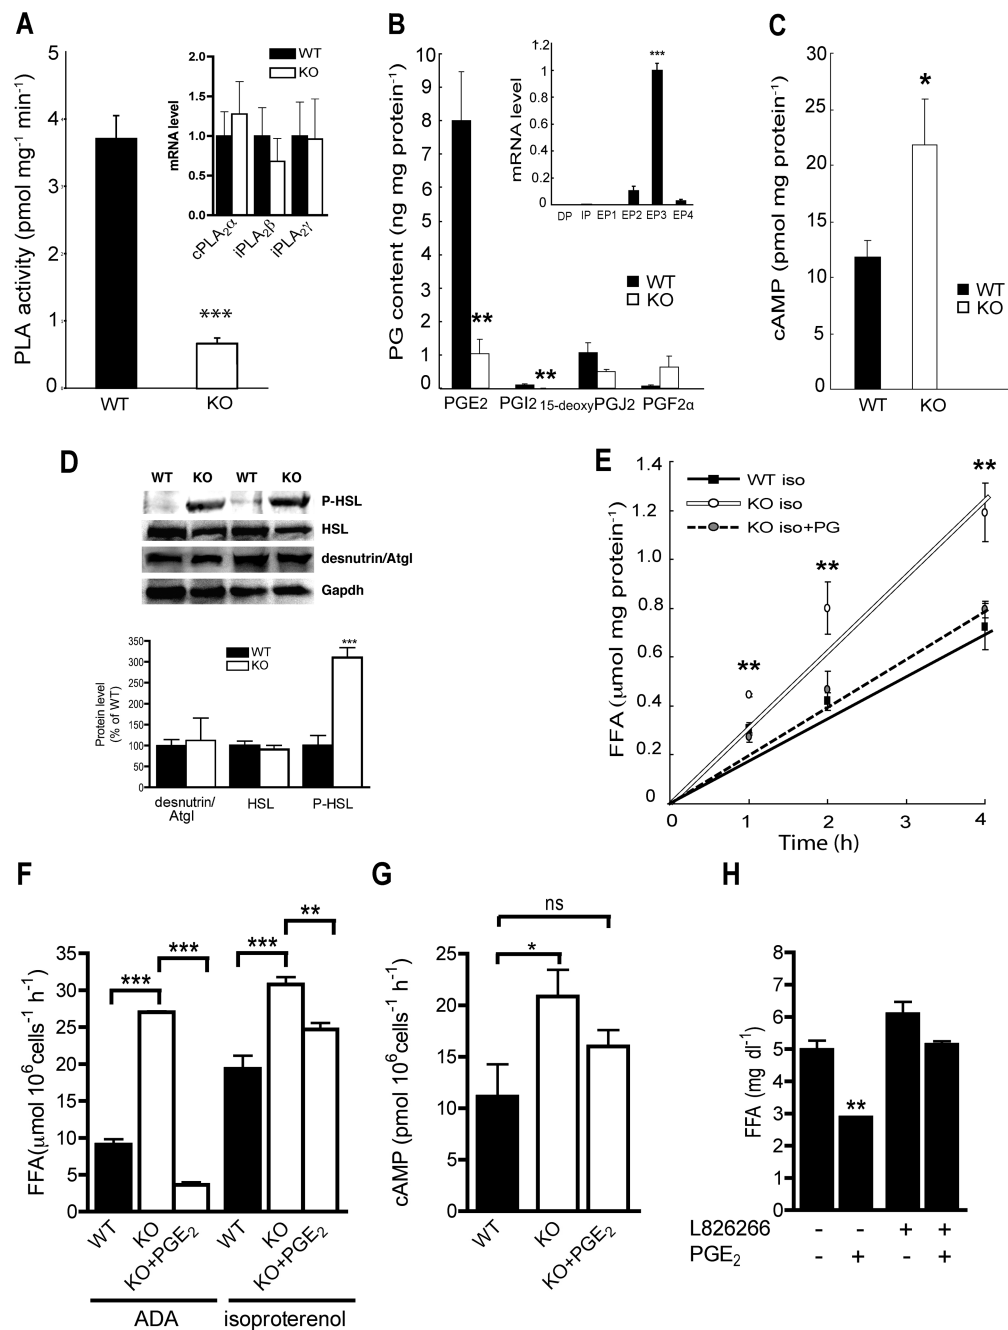 A
PLA activity (pmol mg-1 min-1)
5
4
3
2
1
0
WT
KO
***
mRNA level
2.0
1.5
1.0
0.5
0.0
WT
KO
cPLA2α
iPLA2β
iPLA2γ
B
PG content (ng mg protein-1)
10
9
8
7
6
5
4
3
2
1
0
**
**
PGE2 PGI2 15-deoxyPGJ2 PGF2α
WT
KO
mRNA level
1.2
1
0.8
0.6
0.4
0.2
0
***
DP IP EP1 EP2 EP3 EP4
C
cAMP (pmol mg protein-1)
30
25
20
15
10
5
0
*
WT KO
WT
KO
D
WT KO WT KO
P-HSL
HSL
desnutrin/Atgl
Gapdh
Protein level
(% of WT)
350
300
250
200
150
100
50
0
WT
KO
***
desnutrin/
Atgl
HSL
P-HSL
E
FFA (μmol mg protein-1)
1.4
1.2
1.0
0.8
0.6
0.4
0.2
0
WT iso
KO iso
KO iso+PG
**
**
**
0 1 2 3 4
Time (h)
F
FFA(μmol 106cells-1 h-1)
35
30
25
20
15
10
5
0
***
***
***
**
WT
KO
KO+PGE2
WT
KO
KO+PGE2
ADA
isoproterenol
G
cAMP (pmol 106cells-1 h-1)
25
20
15
10
5
0
ns
*
WT
KO
KO+PGE2
H
FFA (mg dl-1)
8
7
6
5
4
3
2
1
0
**
L826266 - - + +
PGE2 - + - +